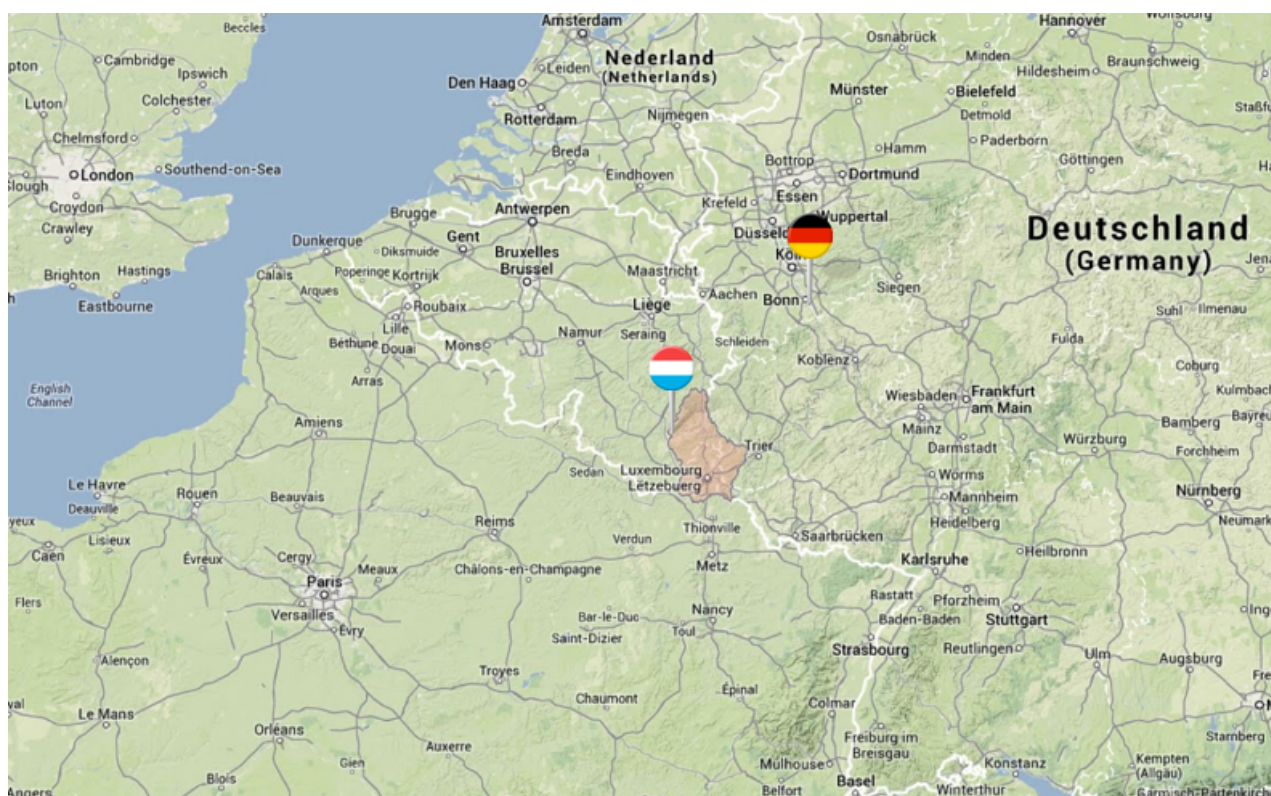 Amsterdam
Hannover
Wolfsburg
Beccles
Osnabrück
Nederland
(Netherlands)
Minden
Braunschweig
Cambridge
Leiden
Hildesheim
Ipswich
Den Haag
Münster
Bielefeld
Luton
Colchester
Rotterdam
Nijmegen
Detmold
Chelmsford
Paderborn
Breda
Bottrop
Hamm
Göttingen
London
Southend-on-Sea
Eindhoven
Dortmund
Slough
Essen
Croydon
Krefeld
Crawley
Brugge
Antwerpen
Wuppertal
Deutschland
(Germany)
Dunkerque
Diksmuide
Gent
Bruxelles
Brussel
Brighton
Hastings
Calais
Poperinge
Kortrijk
Maastricht
Siegen
Eastbourne
Arques
Roubaix
Liège
Aachen
Bonn
Suhl
Ilmenau
Lille
Namur
Seraing
Béthune
Douai
Mons
Schleiden
Fulda
Koblenz
Coburg
Arras
English
Channel
Wiesbaden
Frankfurt
am Main
Kulmbach
Amiens
Mainz
Bamberg
Darmstadt
Würzburg
Trier
Forchheim
Sedan
Luxembourg
Lëtzebuerg
Worms
Le Havre
Rouen
Beauvais
Mannheim
Nürnberg
Deauville
Reims
Thionville
Heidelberg
Neumark
Lisieux
Verdun
Saarbrücken
Caen
Évreux
Cergy
Meaux
Châlons-en-Champagne
Metz
Karlsruhe
Heilbronn
Paris
Rastatt
Pforzheim
Flers
Versailles
Évry
Bar-le-Duc
Nancy
Baden-Baden
Stuttgart
Saint-Dizier
Toul
Strasbourg
Reutlingen
Ulm
Augsburg
Alençon
Troyes
Épinal
Chaumont
Colmar
Le Mans
Orléans
Auxerre
Freiburg im
Breisgau
Starnberg
Gien
Mulhouse
Konstanz
Kempten
(Allgäu)
Blois
Angers
Belfort
Basel
Winterthur
Garmisch-Partenkirchen